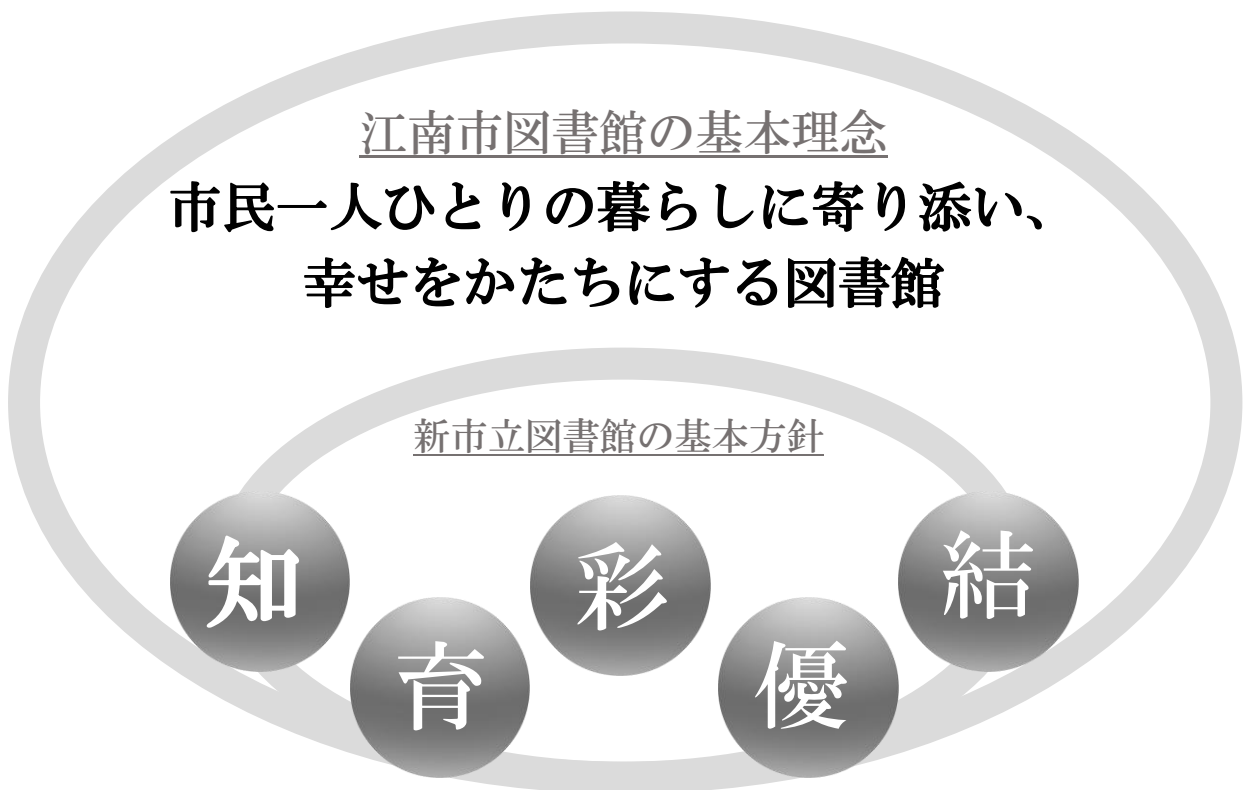 江南市図書館の基本理念
市民一人ひとりの暮らしに寄り添い、
幸せをかたちにする図書館
新市立図書館の基本方針
知
育
彩
優
結